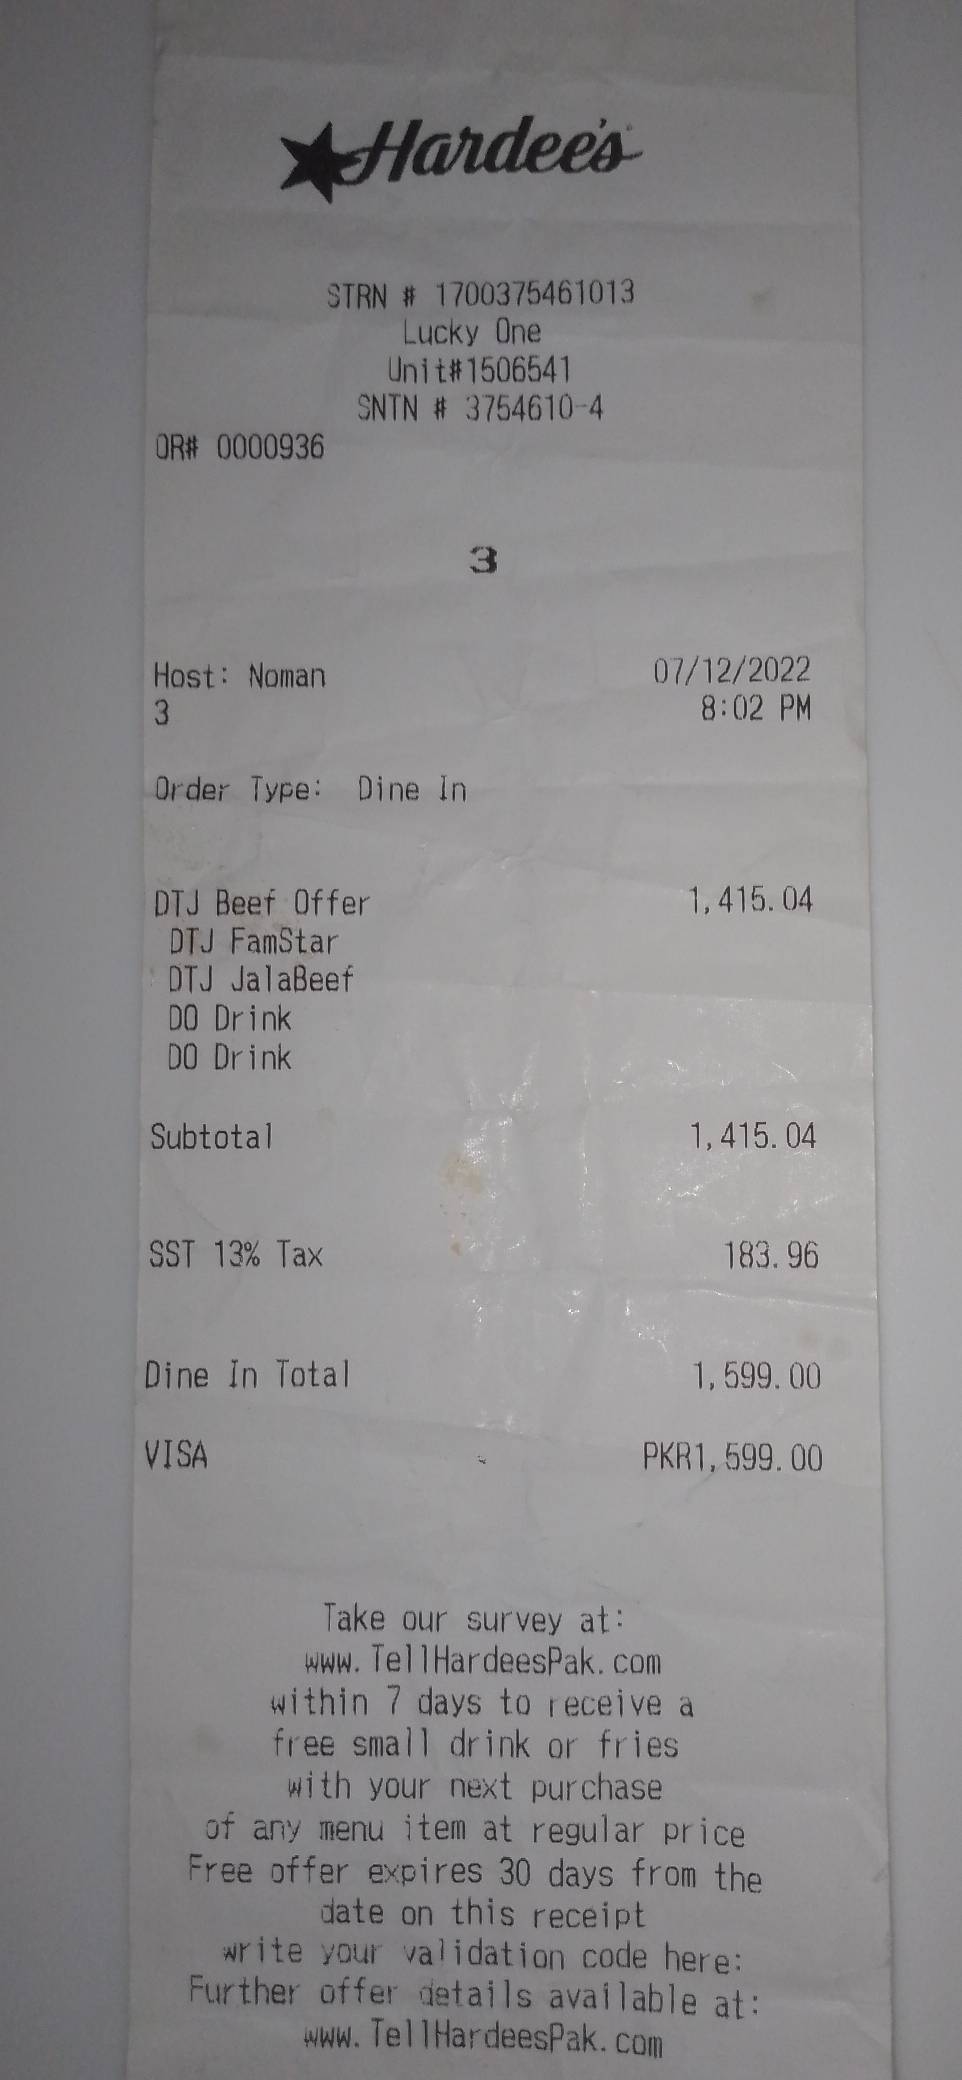 Hardee's
STRN # 1700375461013
Lucky One
Unit#1506541
SNTN # 3754610-4
OR# 0000936
3
Host: Noman 07/12/2022
3 8:02 PM
Order Type: Dine In
DTJ Beef Offer 1,415.04
DTJ FamStar
DTJ JalaBeef
DO Drink
DO Drink
Subtotal 1,415.04
SST 13% Tax 183.96
Dine In Total 1,599.00
VISA PKR1,599.00
Take our survey at:
www.TellHardeesPak.com
within 7 days to receive a
free small drink or fries
with your next purchase
of any menu item at regular price
Free offer expires 30 days from the
date on this receipt
write your validation code here:
Further offer details available at:
www.TellHardeesPak.com